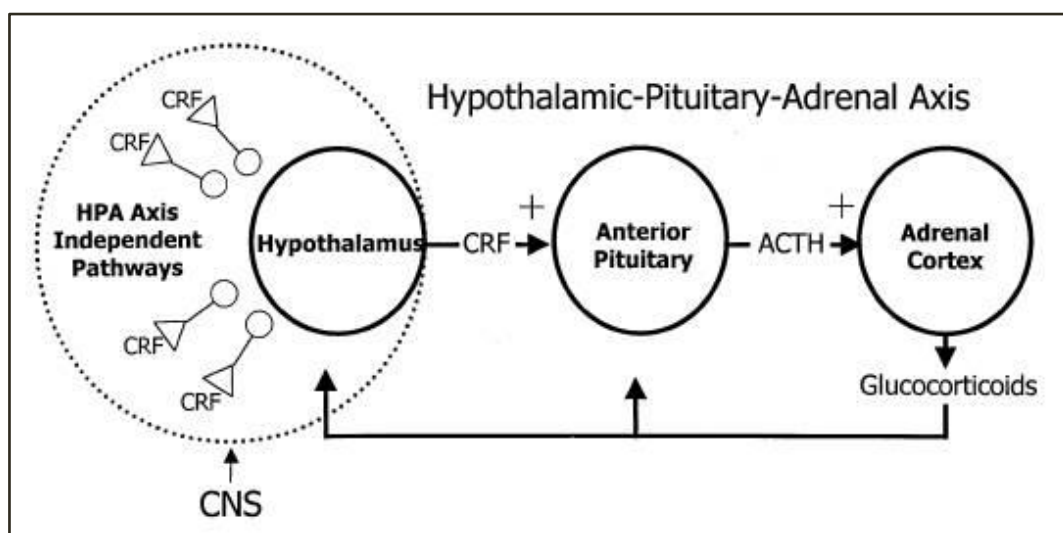 Hypothalamic-Pituitary-Adrenal Axis
CRF
CRF
HPA Axis
Independent
Pathways
CRF
CRF
Hypothalamus
CRF
+
Anterior
Pituitary
ACTH
+
Adrenal
Cortex
Glucocorticoids
CNS